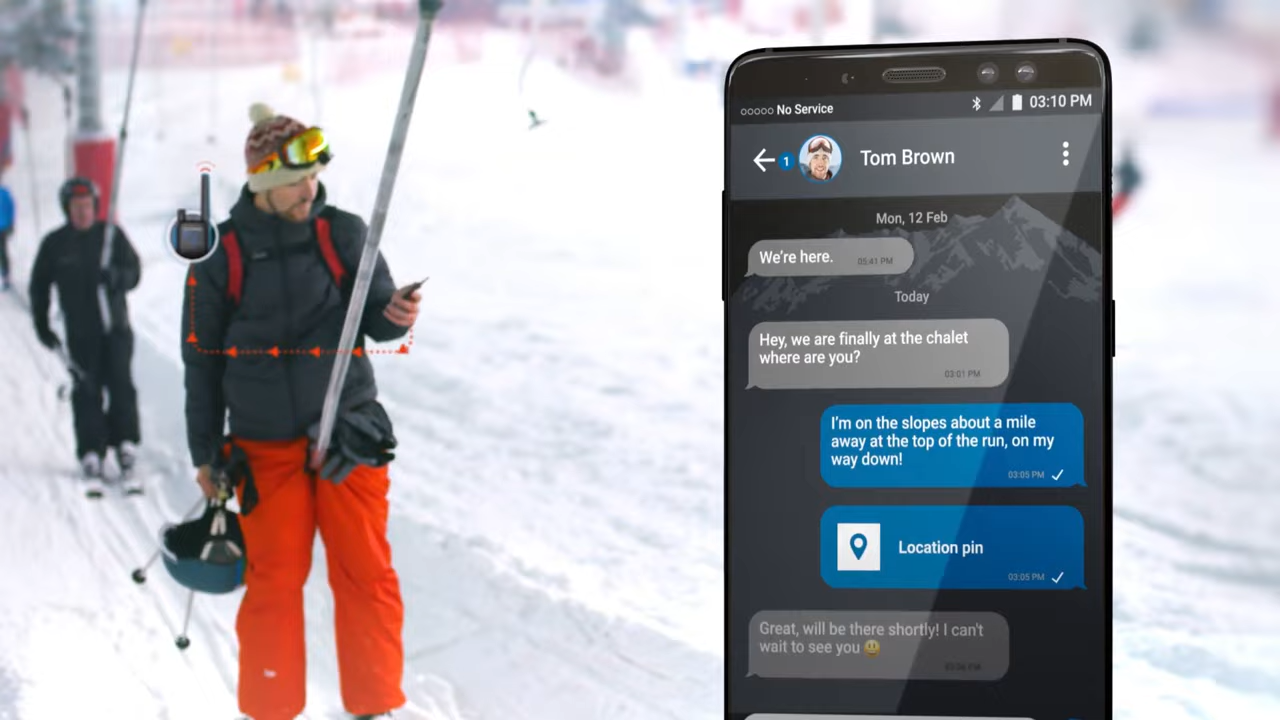 No Service
03:10 PM
1
Tom Brown
Mon, 12 Feb
We're here.
05:41 PM
Today
Hey, we are finally at the chalet
where are you?
03:01 PM
I'm on the slopes about a mile
away at the top of the run, on my
way down!
03:05 PM
Location pin
03:05 PM
Great, will be there shortly! I can't
wait to see you 😃